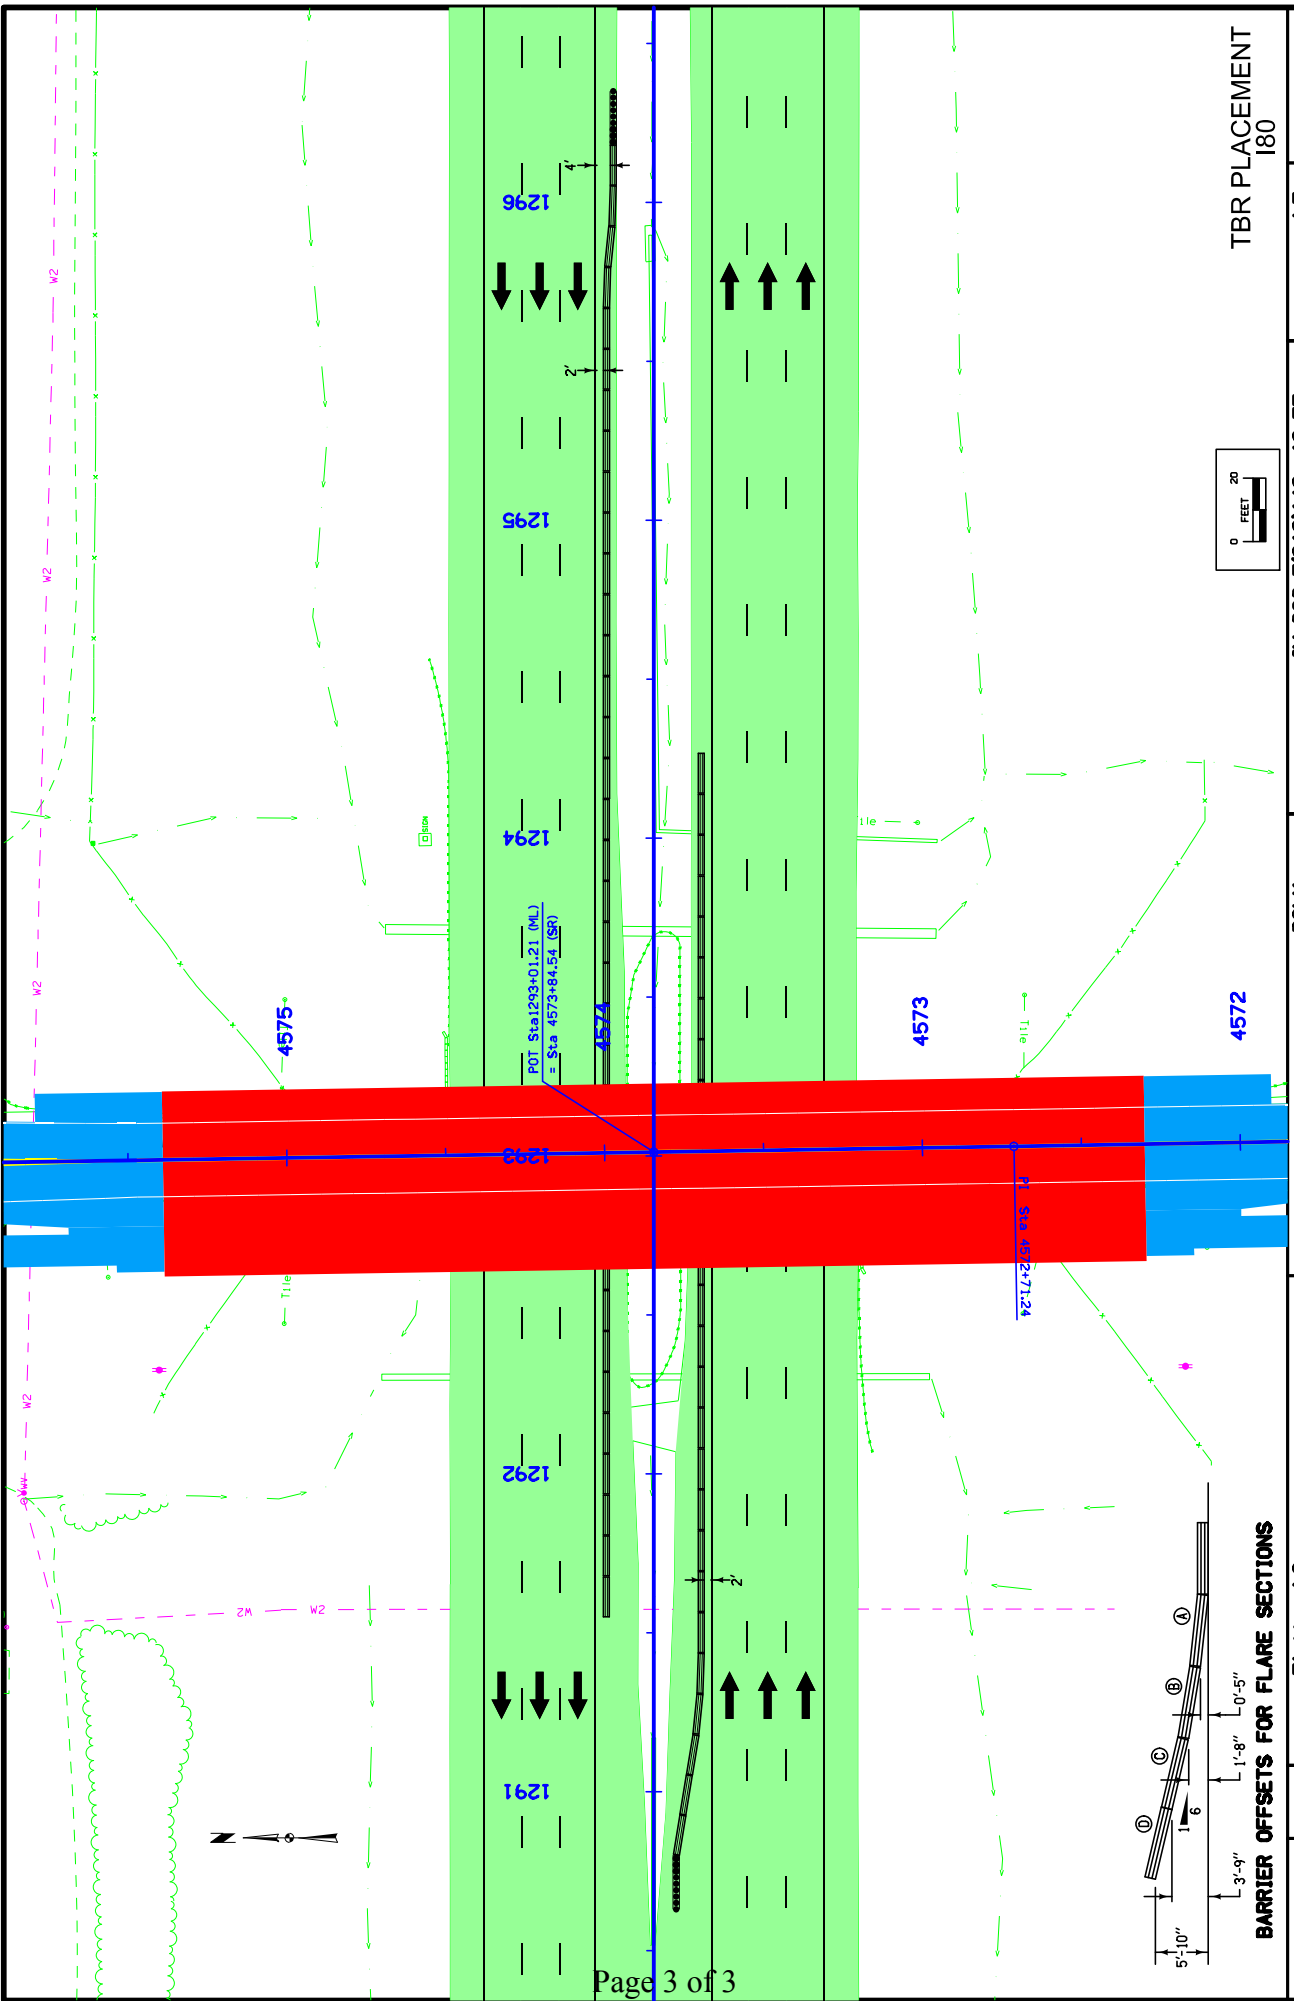 TBR PLACEMENT
I80
0 FEET 20
W2
W2
W2
W2
W2
W2
1296
1295
1294
1293
1292
1291
4'
2'
2'
4575
4574
4573
4572
POT Sta1293+01.21 (ML)
= Sta 4573+84.54 (SR)
PI Sta 4572+71.24
SIGN
Tile
Tile
N
A
B
C
D
1
6
0'-5"
1'-8"
3'-9"
5'-10"
BARRIER OFFSETS FOR FLARE SECTIONS
Page 3 of 3